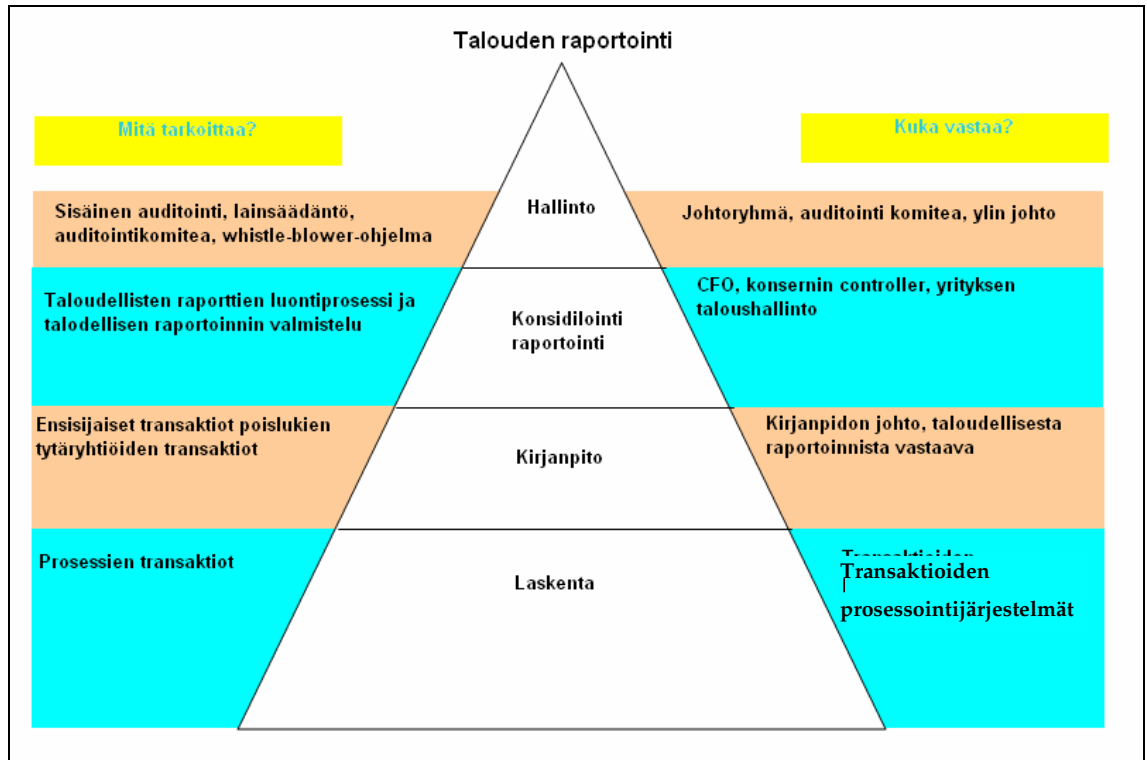 Talouden raportointi
Mitä tarkoittaa?
Kuka vastaa?
Sisäinen auditointi, lainsäädäntö,
auditointikomitea, whistle-blower-ohjelma
Hallinto
Johtoryhmä, auditointi komitea, ylin johto
Taloudellisten raporttien luontiprosessi ja
talodellisen raportoinnin valmistelu
Konsidilointi
raportointi
CFO, konsernin controller, yrityksen
taloushallinto
Ensisijaiset transaktiot poislukien
tytäryhtiöiden transaktiot
Kirjanpito
Kirjanpidon johto, taloudellisesta
raportoinnista vastaava
Prosessien transaktiot
Laskenta
Transaktioiden
prosessointijärjestelmät